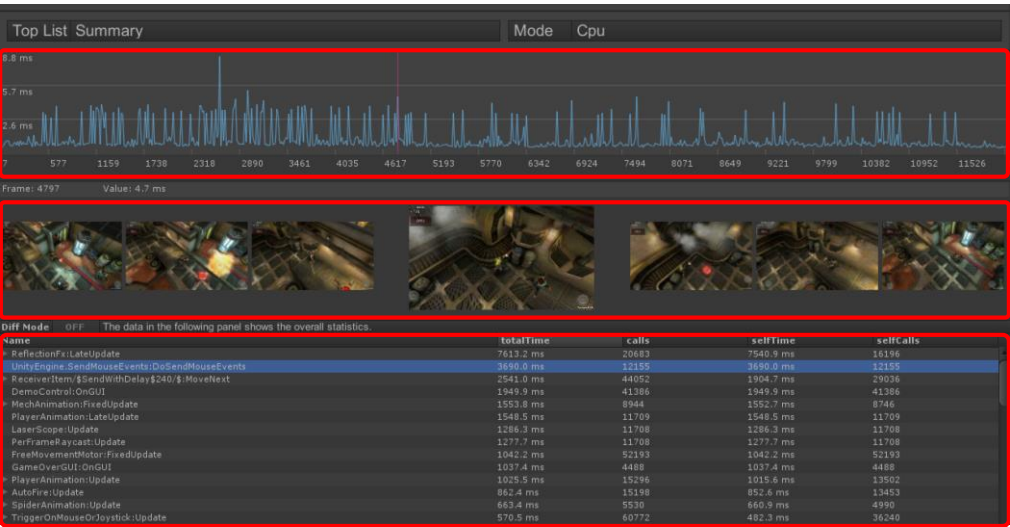 Top List Summary Mode Cpu
8.8 ms
5.7 ms
2.6 ms
7 577 1159 1738 2318 2890 3461 4035 4617 5193 5770 6342 6924 7494 8071 8649 9221 9799 10382 10952 11526
Frame: 4797 Value: 4.7 ms
Diff Mode OFF The data in the following panel shows the overall statistics.
Name totalTime calls selfTime selfCalls
ReflectionFx:LateUpdate 7613.2 ms 20683 7540.9 ms 16196
UnityEngine.SendMouseEvents:DoSendMouseEvents 3690.0 ms 12155 3690.0 ms 12155
ReceiverItem/$SendWithDelay$240/$:MoveNext 2541.0 ms 44052 1904.7 ms 29036
DemoControl:OnGUI 1949.9 ms 41386 1949.9 ms 41386
MechAnimation:FixedUpdate 1553.8 ms 8944 1552.7 ms 8746
PlayerAnimation:LateUpdate 1548.5 ms 11709 1548.5 ms 11709
LaserScope:Update 1286.3 ms 11708 1286.3 ms 11708
PerFrameRaycast:Update 1277.7 ms 11708 1277.7 ms 11708
FreeMovementMotor:FixedUpdate 1042.2 ms 52193 1042.2 ms 52193
GameOverGUI:OnGUI 1037.4 ms 4488 1037.4 ms 4488
PlayerAnimation:Update 1025.5 ms 15296 1015.6 ms 13502
AutoFire:Update 862.4 ms 15198 852.6 ms 13453
SpiderAnimation:Update 663.4 ms 5530 660.9 ms 4990
TriggerOnMouseOrJoystick:Update 570.5 ms 60772 482.3 ms 36240